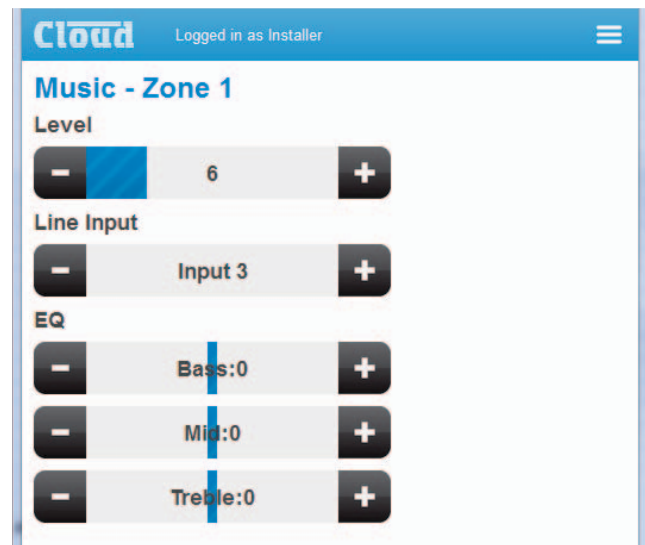 Cloud Logged in as Installer
Music - Zone 1
Level
- 6 +
Line Input
- Input 3 +
EQ
- Bass:0 +
- Mid:0 +
- Treble:0 +